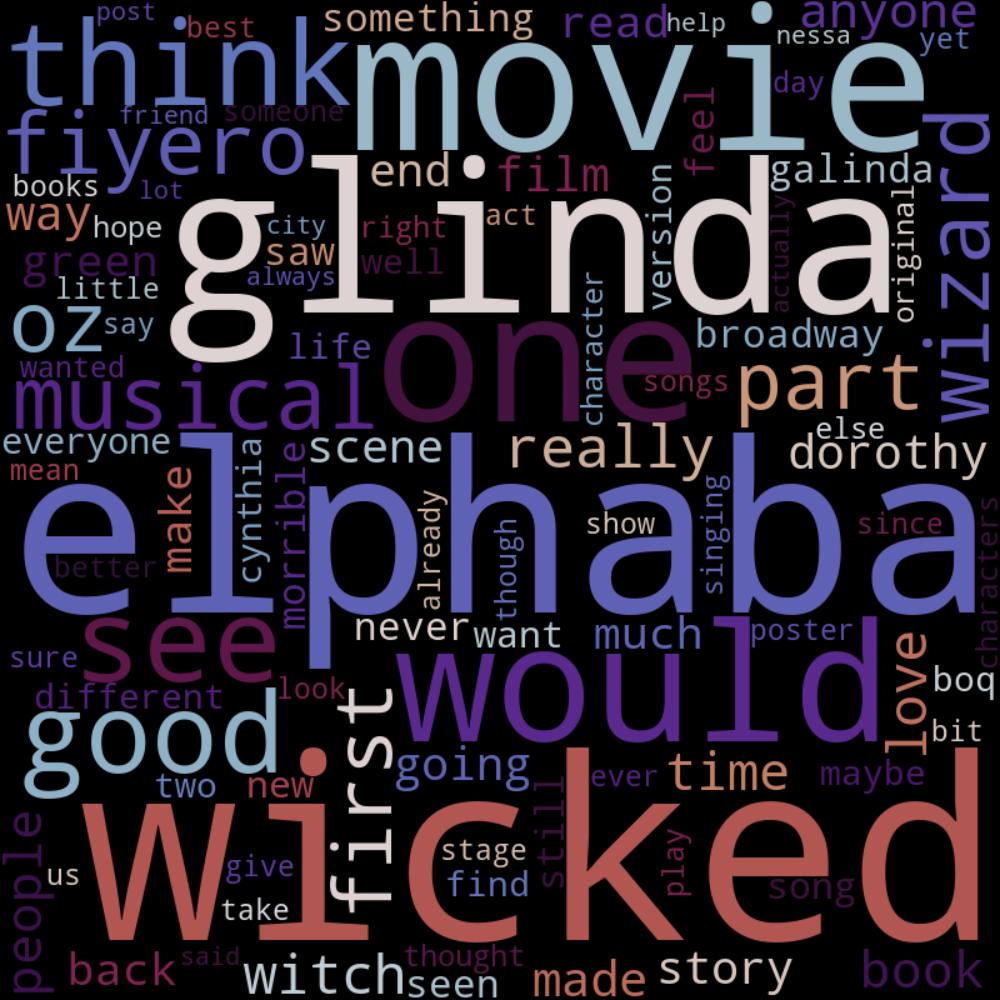 post
best
something
read
help
anyone
nessa
yet
think
movie
day
friend
someone
feel
fiyero
wizard
books
lot
end
film
galinda
way
hope
city
right
act
version
actually
original
green
saw
always
well
glinda
little
oz
say
life
character
one
broadway
wanted
musical
songs
part
everyone
mean
scene
really
else
dorothy
make
cynthia
morrible
already
though
show
singing
since
characters
better
elphaba
see
never
want
much
poster
sure
love
boq
different
look
would
good
bit
two
new
first
going
ever
time
maybe
still
people
us
give
take
stage
find
play
song
wicked
back
said
witch
thought
seen
made
story
book